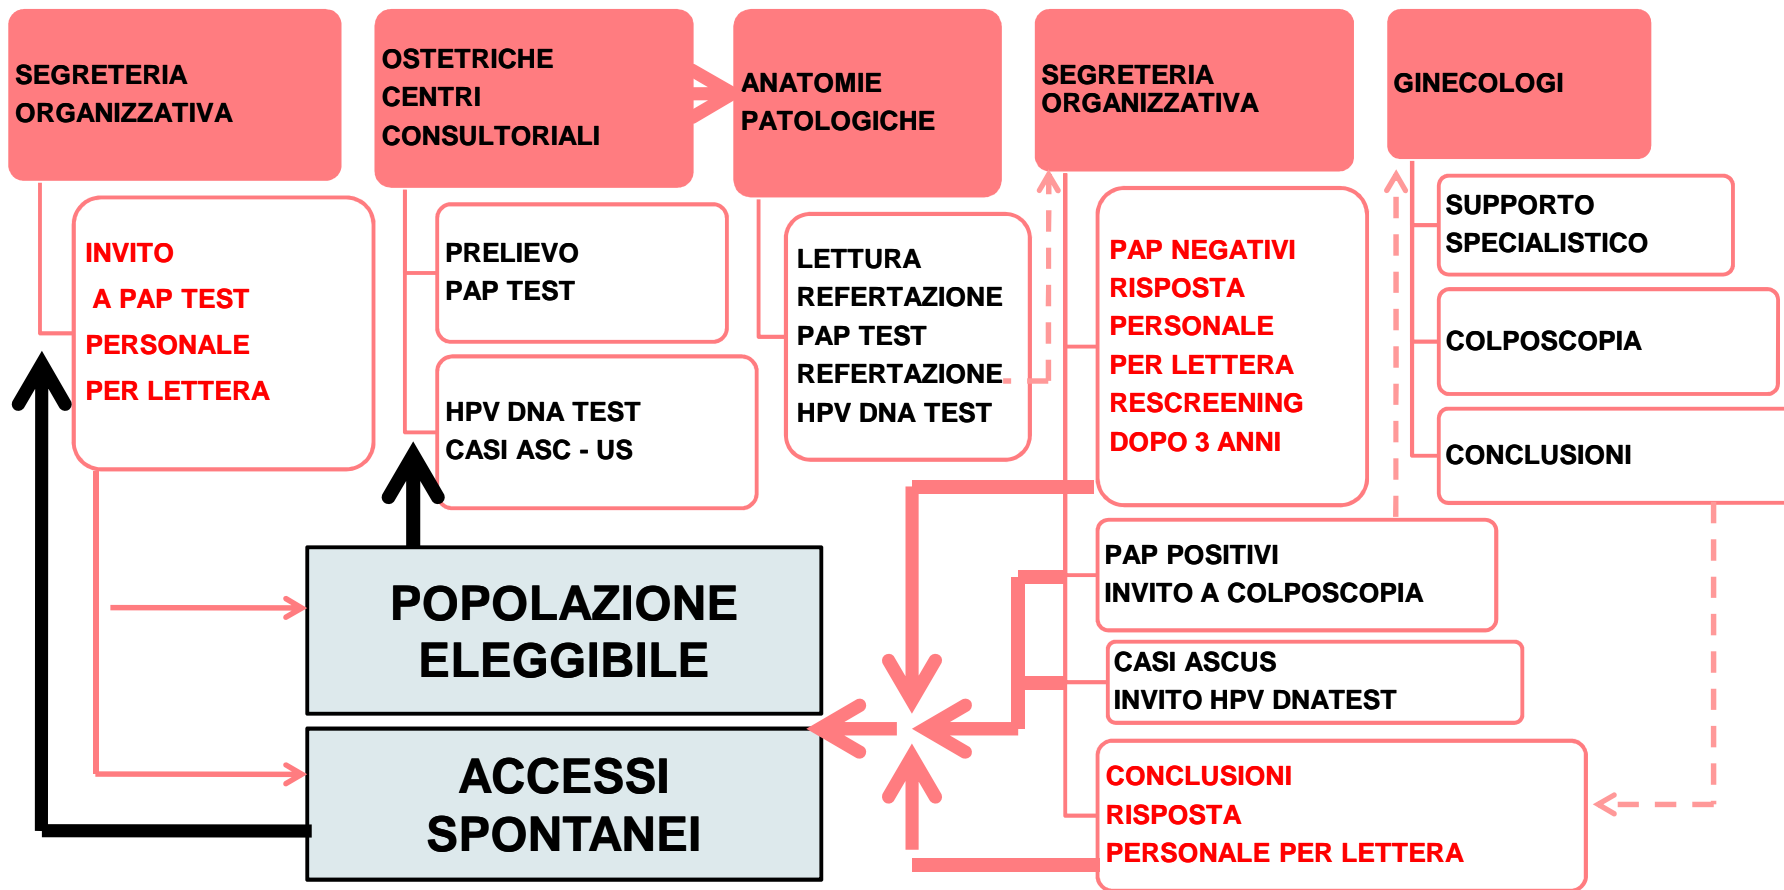 SEGRETERIA
ORGANIZZATIVA
INVITO
A PAP TEST
PERSONALE
PER LETTERA
OSTETRICHE
CENTRI
CONSULTORIALI
PRELIEVO
PAP TEST
HPV DNA TEST
CASI ASC - US
ANATOMIE
PATOLOGICHE
LETTURA
REFERTAZIONE
PAP TEST
REFERTAZIONE
HPV DNA TEST
SEGRETERIA
ORGANIZZATIVA
PAP NEGATIVI
RISPOSTA
PERSONALE
PER LETTERA
RESCREENING
DOPO 3 ANNI
PAP POSITIVI
INVITO A COLPOSCOPIA
CASI ASCUS
INVITO HPV DNATEST
CONCLUSIONI
RISPOSTA
PERSONALE PER LETTERA
GINECOLOGI
SUPPORTO
SPECIALISTICO
COLPOSCOPIA
CONCLUSIONI
POPOLAZIONE
ELEGGIBILE
ACCESSI
SPONTANEI